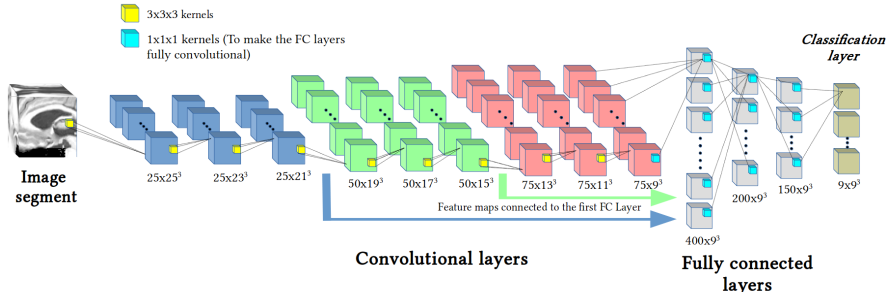 3x3x3 kernels
1x1x1 kernels (To make the FC layers
fully convolutional)
Classification
layer
Image
segment
25x25³
25x23³
25x21³
50x19³
50x17³
50x15³
75x13³
75x11³
75x9³
400x9³
200x9³
150x9³
9x9³
Feature maps connected to the first FC Layer
Convolutional layers
Fully connected
layers